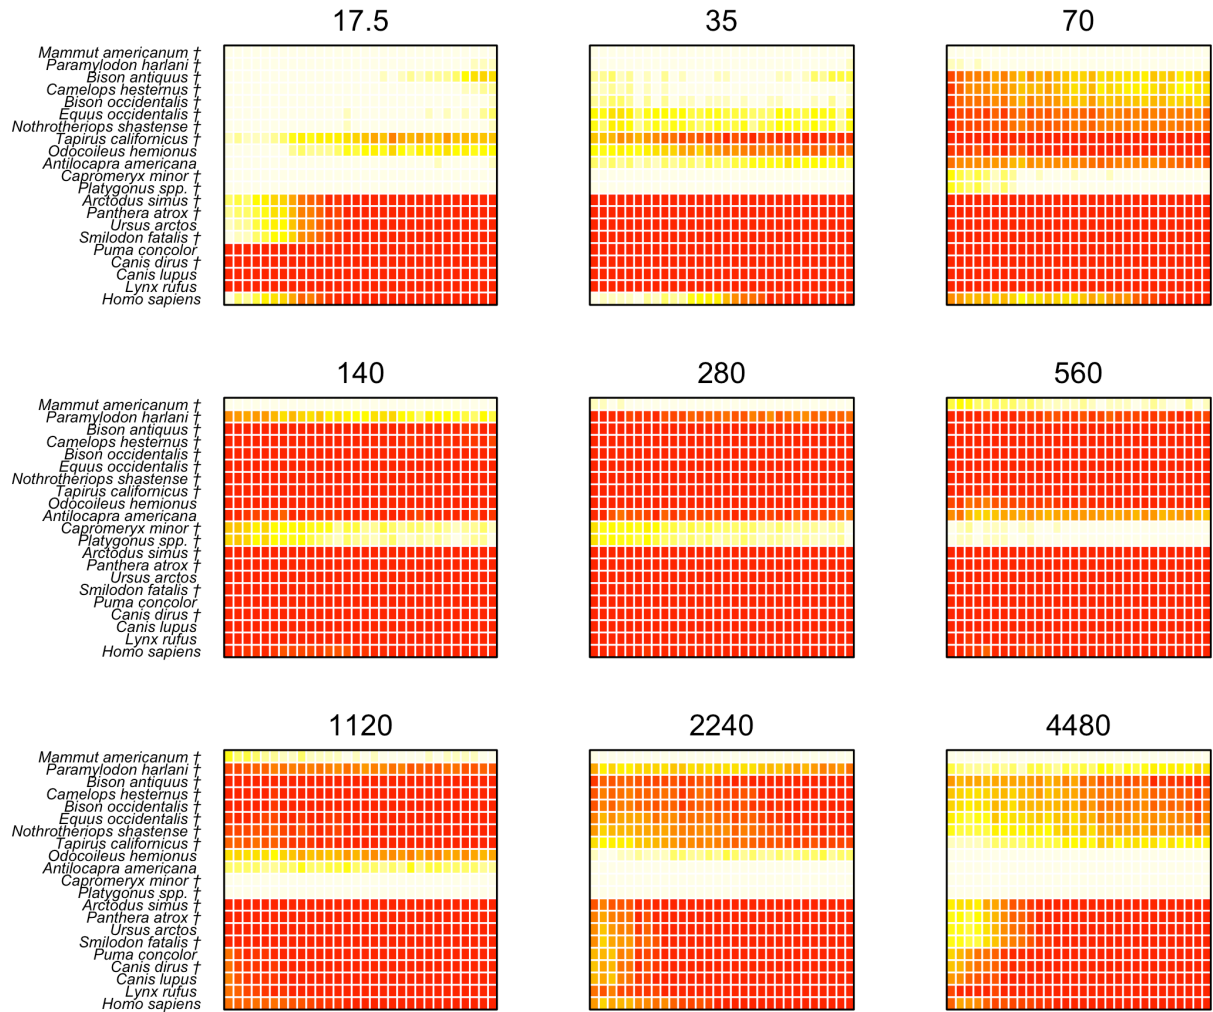 17.5
35
70
Mammut americanum †
Paramylodon harlani †
Bison antiquus †
Camelops hesternus †
Bison occidentalis †
Equus occidentalis †
Nothrotheriops shastense †
Tapirus californicus †
Odocoileus hemionus
Antilocapra americana
Capromeryx minor †
Platygonus spp. †
Arctodus simus †
Panthera atrox †
Ursus arctos
Smilodon fatalis †
Puma concolor
Canis dirus †
Canis lupus
Lynx rufus
Homo sapiens
140
280
560
Mammut americanum †
Paramylodon harlani †
Bison antiquus †
Camelops hesternus †
Bison occidentalis †
Equus occidentalis †
Nothrotheriops shastense †
Tapirus californicus †
Odocoileus hemionus
Antilocapra americana
Capromeryx minor †
Platygonus spp. †
Arctodus simus †
Panthera atrox †
Ursus arctos
Smilodon fatalis †
Puma concolor
Canis dirus †
Canis lupus
Lynx rufus
Homo sapiens
1120
2240
4480
Mammut americanum †
Paramylodon harlani †
Bison antiquus †
Camelops hesternus †
Bison occidentalis †
Equus occidentalis †
Nothrotheriops shastense †
Tapirus californicus †
Odocoileus hemionus
Antilocapra americana
Capromeryx minor †
Platygonus spp. †
Arctodus simus †
Panthera atrox †
Ursus arctos
Smilodon fatalis †
Puma concolor
Canis dirus †
Canis lupus
Lynx rufus
Homo sapiens